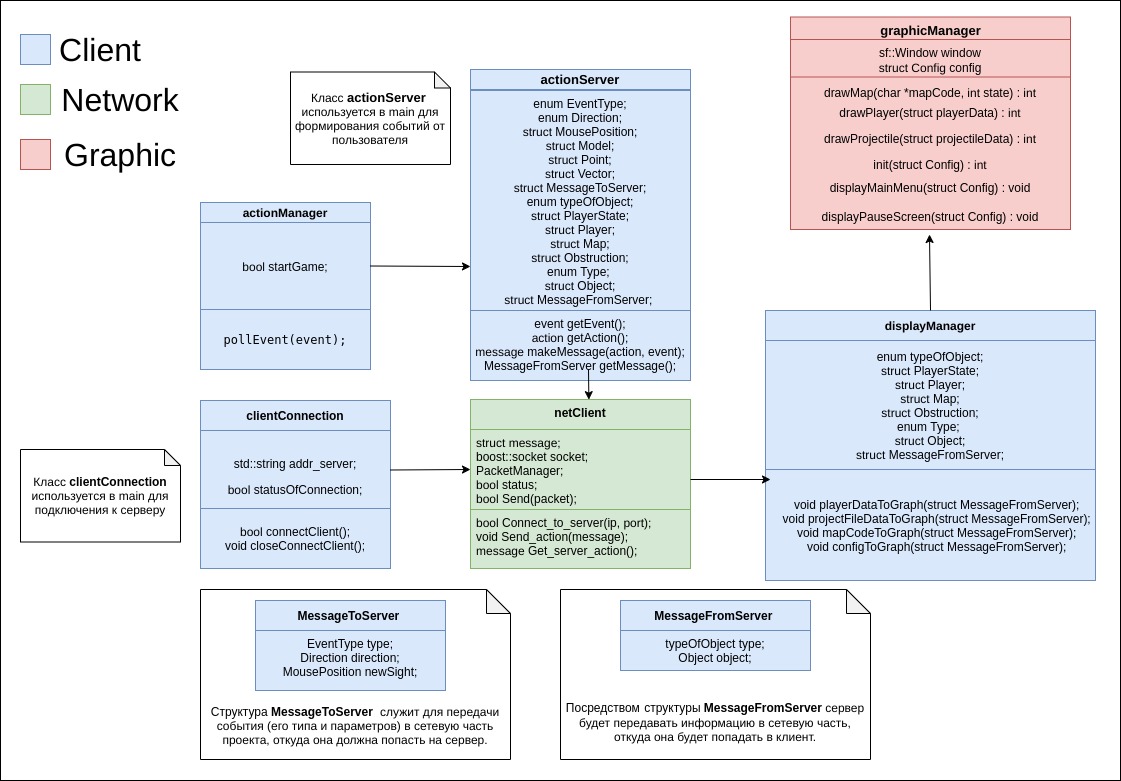 Client
Network
Graphic
Класс actionServer
используется в main для
формирования событий от
пользователя
actionServer
enum EventType;
enum Direction;
struct MousePosition;
struct Model;
struct Point;
struct Vector;
struct MessageToServer;
enum typeOfObject;
struct PlayerState;
struct Player;
struct Map;
struct Obstruction;
enum Type;
struct Object;
struct MessageFromServer;
event getEvent();
action getAction();
message makeMessage(action, event);
MessageFromServer getMessage();
graphicManager
sf::Window window
struct Config config
drawMap(char *mapCode, int state) : int
drawPlayer(struct playerData) : int
drawProjectile(struct projectileData) : int
init(struct Config) : int
displayMainMenu(struct Config) : void
displayPauseScreen(struct Config) : void
actionManager
bool startGame;
pollEvent(event);
displayManager
enum typeOfObject;
struct PlayerState;
struct Player;
struct Map;
struct Obstruction;
enum Type;
struct Object;
struct MessageFromServer;
void playerDataToGraph(struct MessageFromServer);
void projectFileDataToGraph(struct MessageFromServer);
void mapCodeToGraph(struct MessageFromServer);
void configToGraph(struct MessageFromServer);
Класс clientConnection
используется в main для
подключения к серверу
clientConnection
std::string addr_server;
bool statusOfConnection;
bool connectClient();
void closeConnectClient();
netClient
struct message;
boost::socket socket;
PacketManager;
bool status;
bool Send(packet);
bool Connect_to_server(ip, port);
void Send_action(message);
message Get_server_action();
MessageToServer
EventType type;
Direction direction;
MousePosition newSight;
Структура MessageToServer служит для передачи
события (его типа и параметров) в сетевую часть
проекта, откуда она должна попасть на сервер.
MessageFromServer
typeOfObject type;
Object object;
Посредством структуры MessageFromServer сервер
будет передавать информацию в сетевую часть,
откуда она будет попадать в клиент.